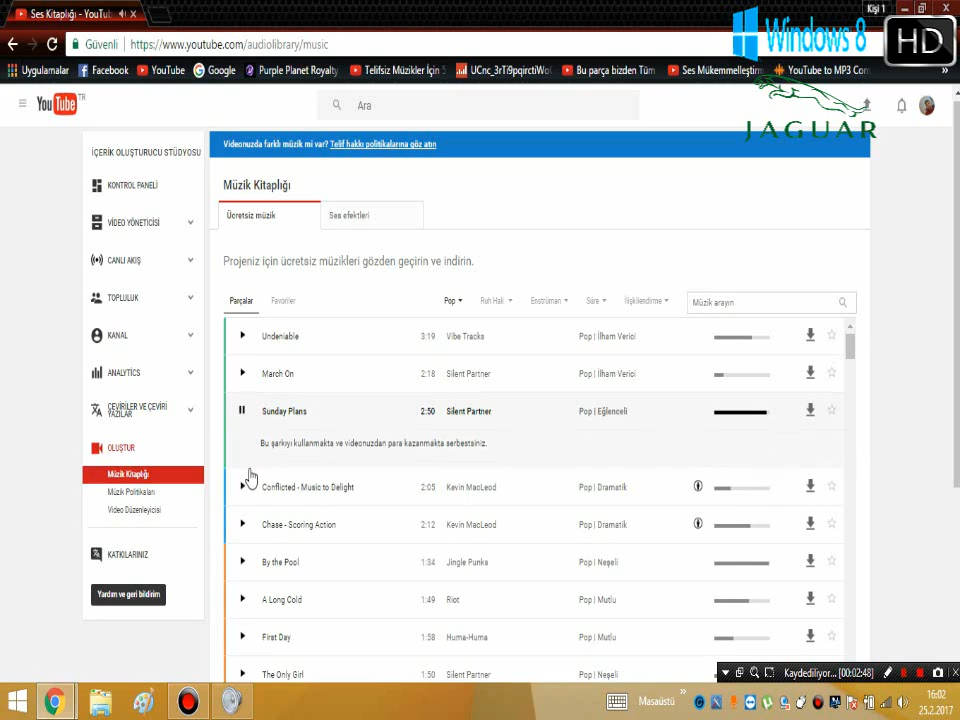 Ses Kitaplığı - YouTub
Kişi 1
Güvenli
https://www.youtube.com/audiolibrary/music
Windows 8
HD
Uygulamalar
Facebook
YouTube
Google
Purple Planet Royalty
Telifsiz Müzikler İçin
UCnc_3rTi9pqirctiWo
Bu parça bizden Tüm
Ses Mükemmelleştirm
YouTube to MP3 Con
»
YouTube TR
Ara
JAGUAR
İÇERİK OLUŞTURUCU STÜDYOSU
KONTROL PANELİ
VİDEO YÖNETİCİSİ
CANLI AKIŞ
TOPLULUK
KANAL
ANALYTICS
ÇEVİRİLER VE ÇEVİRİ
YAZILAR
OLUŞTUR
Müzik Kitaplığı
Müzik Politikaları
Video Düzenleyicisi
KATKILARINIZ
Yardım ve geri bildirim
Videonuzda farklı müzik mi var? Telif hakkı politikalarına göz atın
Müzik Kitaplığı
Ücretsiz müzik
Ses efektleri
Projeniz için ücretsiz müzikleri gözden geçirin ve indirin.
Parçalar
Favoriler
Pop
Ruh Hali
Enstrüman
Süre
İlişkilendirme
Müzik arayın
Undeniable 3:19 Vibe Tracks Pop | İlham Verici
March On 2:18 Silent Partner Pop | İlham Verici
Sunday Plans 2:50 Silent Partner Pop | Eğlenceli
Bu şarkıyı kullanmakta ve videonuzdan para kazanmakta serbestsiniz.
Conflicted - Music to Delight 2:05 Kevin MacLeod Pop | Dramatik
Chase - Scoring Action 2:12 Kevin MacLeod Pop | Dramatik
By the Pool 1:34 Jingle Punks Pop | Neşeli
A Long Cold 1:49 Riot Pop | Mutlu
First Day 1:58 Huma-Huma Pop | Mutlu
The Only Girl 1:50 Silent Partner Pop | Neşeli
Kaydediliyor... [00:02:48]
Masaüstü
»
16:02
25.2.2017